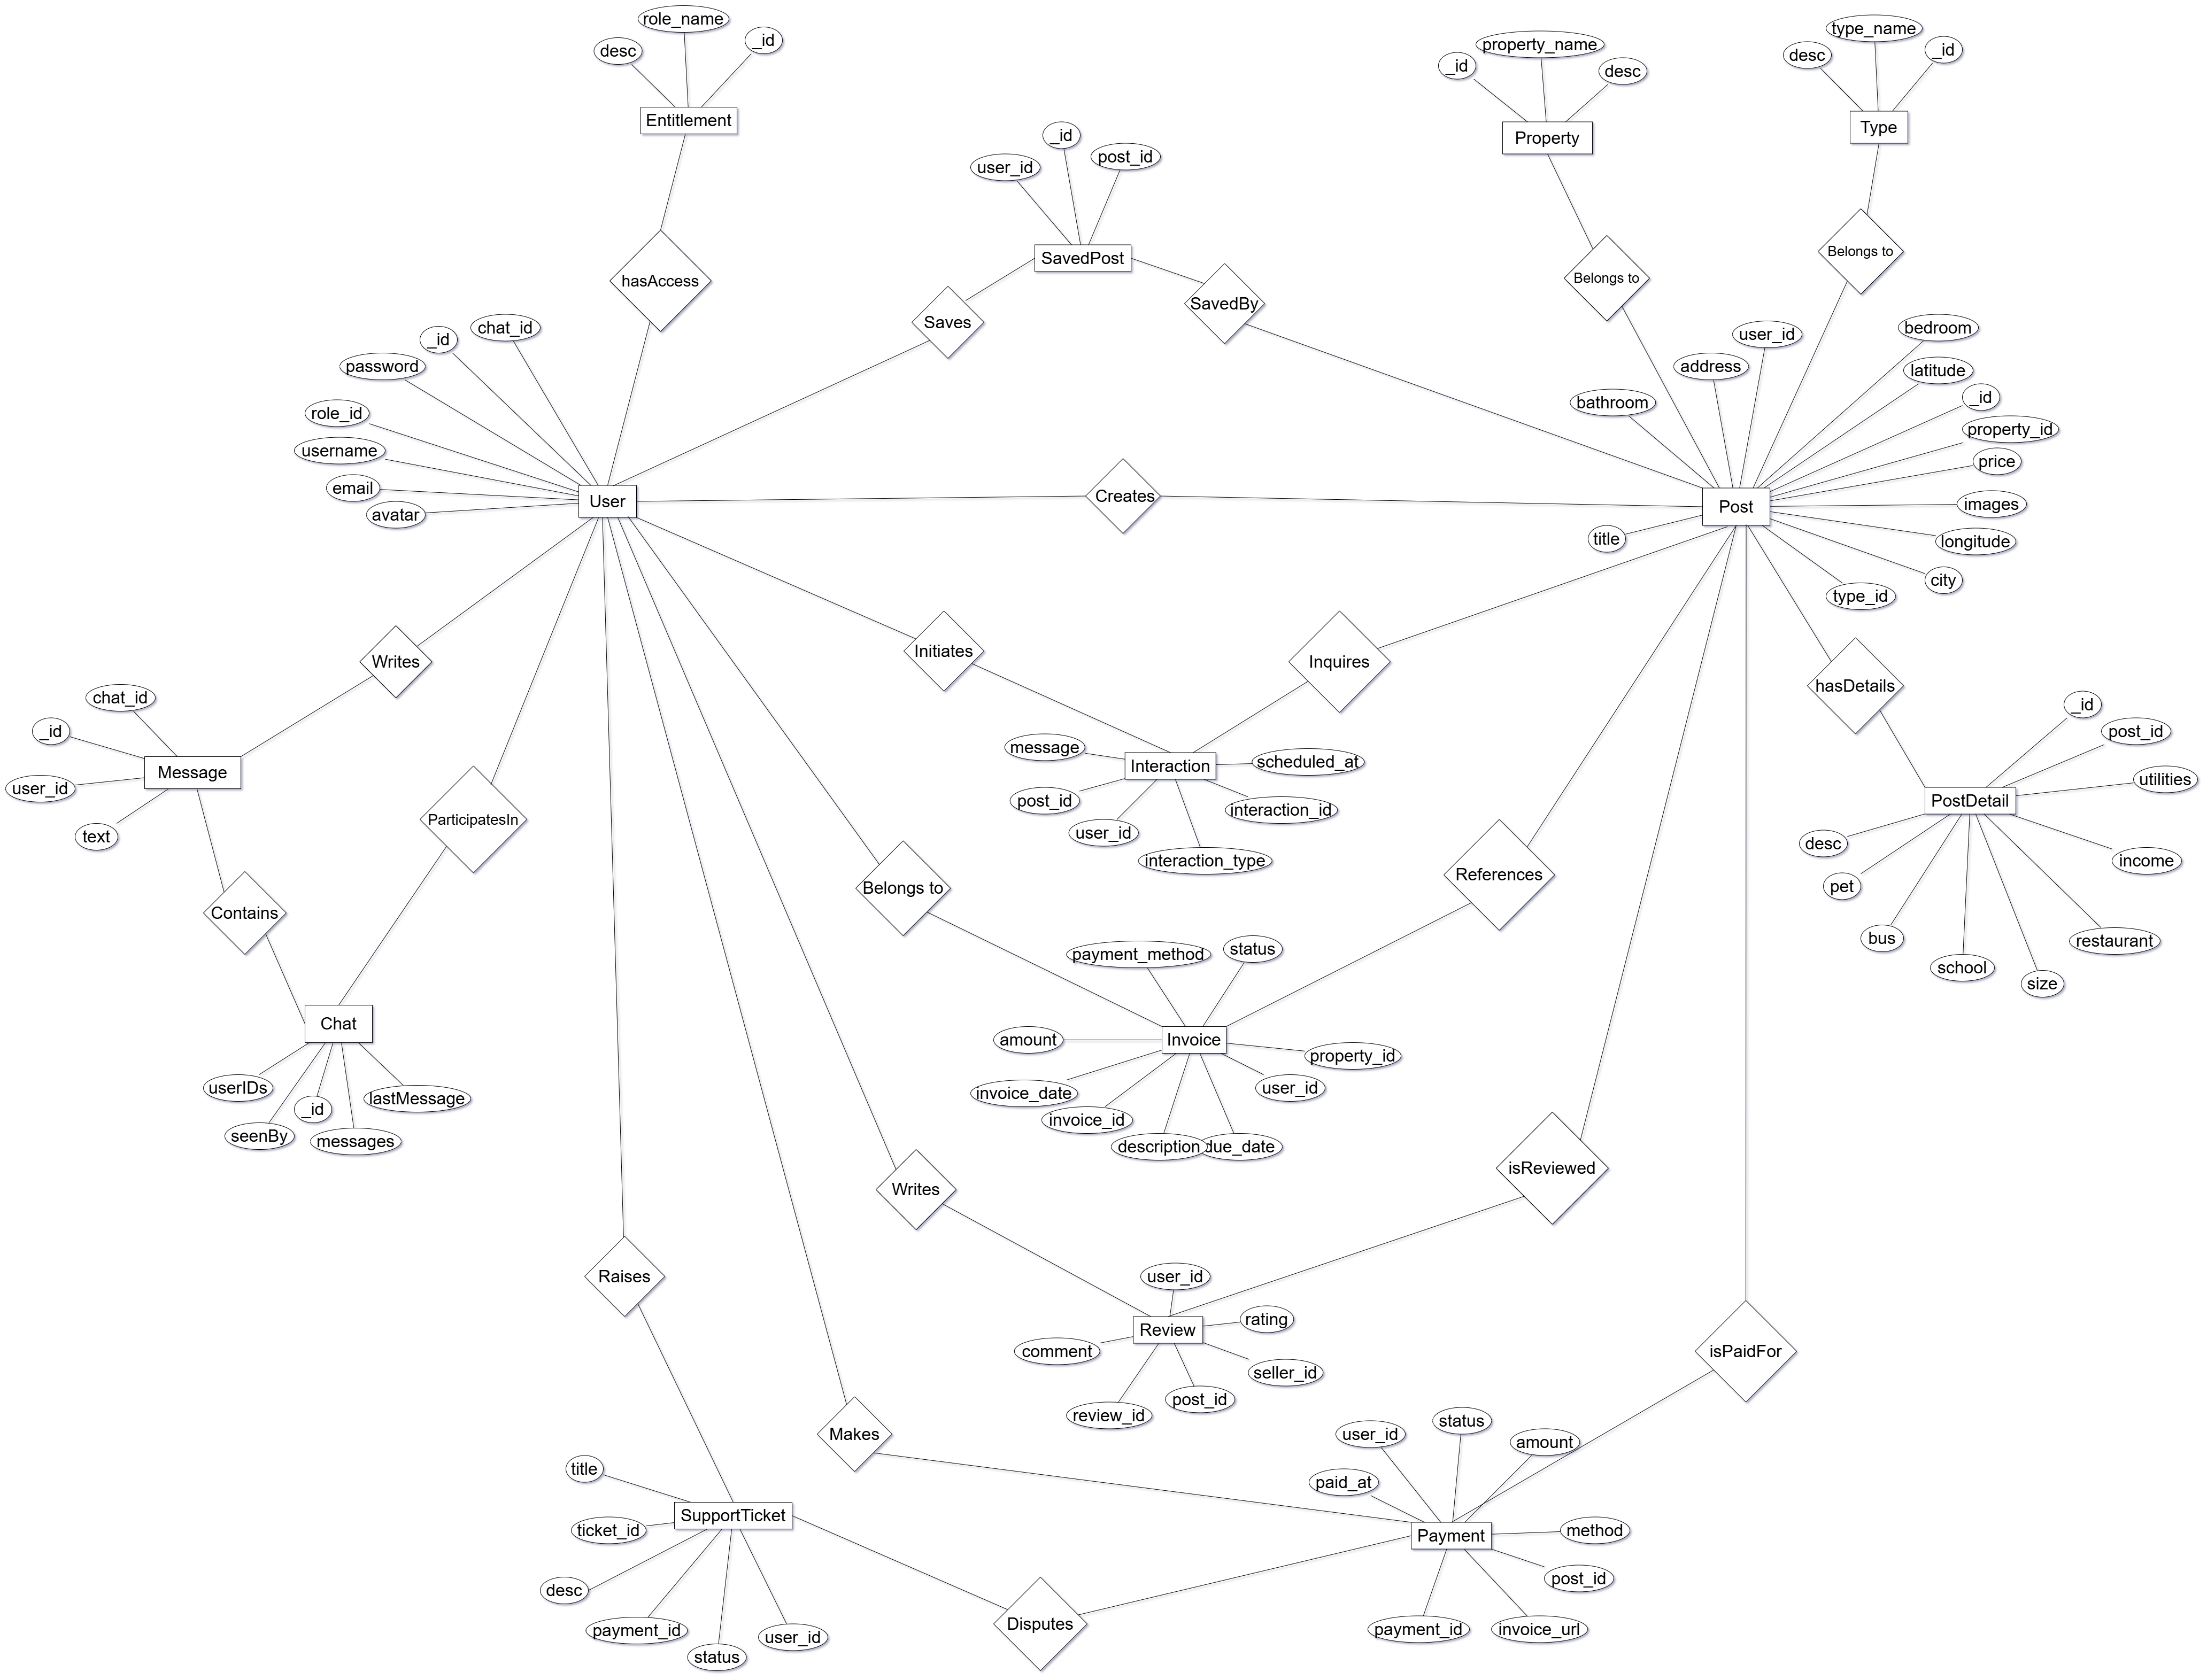 role_name
_id
desc
Entitlement
type_name
property_name
desc
_id
_id
desc
Property
Type
_id
post_id
user_id
SavedPost
hasAccess
Saves
SavedBy
Belongs to
Belongs to
chat_id
_id
password
role_id
username
email
avatar
User
Creates
user_id
address
bathroom
bedroom
latitude
_id
property_id
price
images
longitude
city
type_id
title
Post
Writes
Initiates
Inquires
hasDetails
chat_id
_id
user_id
text
Message
ParticipatesIn
message
scheduled_at
Interaction
post_id
user_id
interaction_id
interaction_type
_id
post_id
utilities
PostDetail
desc
income
pet
bus
school
size
restaurant
Contains
Belongs to
References
Chat
userIDs
_id
lastMessage
seenBy
messages
payment_method
status
amount
Invoice
property_id
invoice_date
user_id
invoice_id
description
due_date
Writes
isReviewed
Raises
user_id
rating
Review
comment
seller_id
post_id
review_id
isPaidFor
Makes
title
SupportTicket
ticket_id
desc
payment_id
status
user_id
Disputes
user_id
status
amount
paid_at
Payment
method
post_id
payment_id
invoice_url